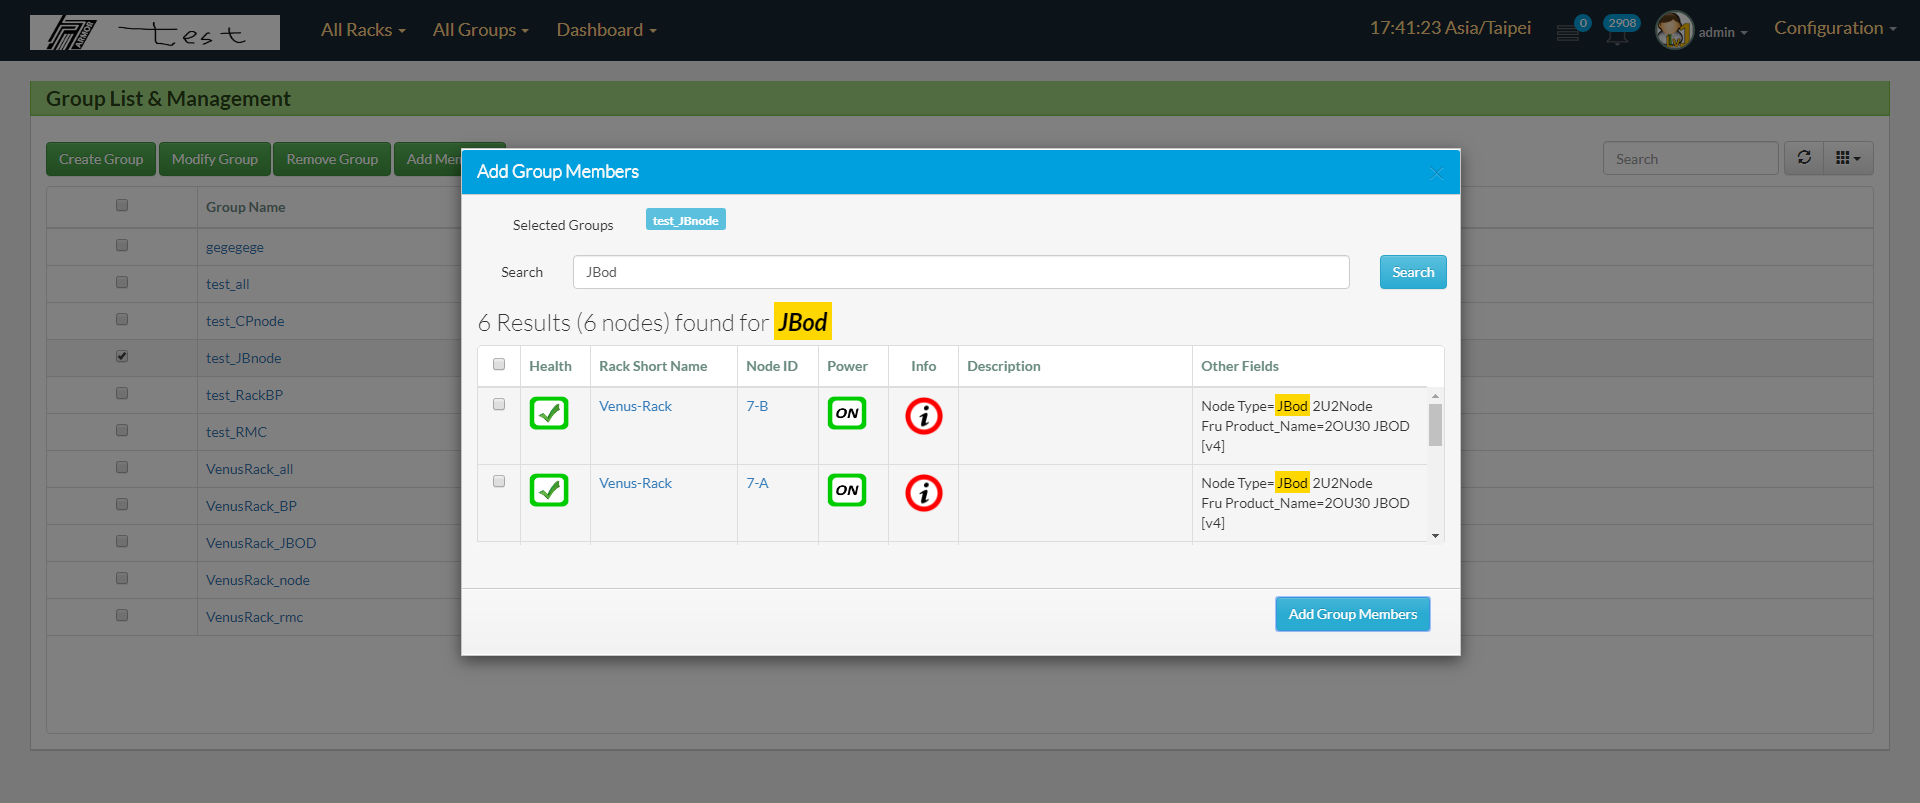 ARMOR test
All Racks All Groups Dashboard 17:41:23 Asia/Taipei 0 2908 admin Configuration
Group List & Management
Create Group Modify Group Remove Group Add Mem Search
Group Name
gegegege
test_all
test_CPnode
test_JBnode
test_RackBP
test_RMC
VenusRack_all
VenusRack_BP
VenusRack_JBOD
VenusRack_node
VenusRack_rmc
Add Group Members
Selected Groups test_JBnode
Search JBod Search
6 Results (6 nodes) found for JBod
Health Rack Short Name Node ID Power Info Description Other Fields
Venus-Rack 7-B ON i Node Type=JBod 2U2Node
Fru Product_Name=2OU30 JBOD
[v4]
Venus-Rack 7-A ON i Node Type=JBod 2U2Node
Fru Product_Name=2OU30 JBOD
[v4]
Add Group Members